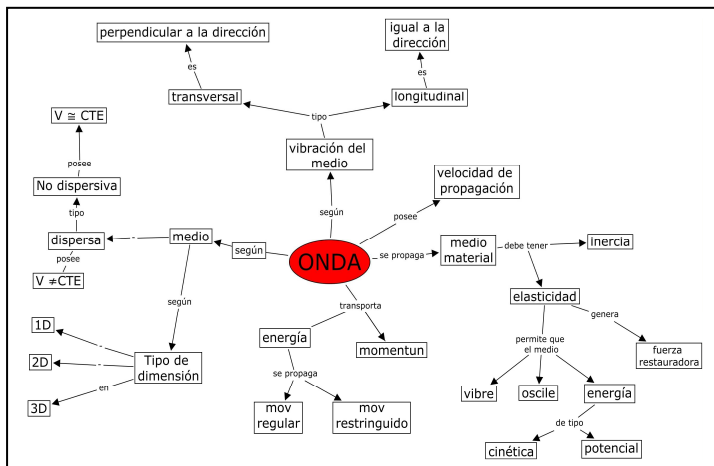 perpendicular a la dirección
igual a la
dirección
es
es
transversal
longitudinal
tipo
V ≅ CTE
vibración del
medio
posee
velocidad de
propagación
No dispersiva
según
posee
tipo
dispersa
medio
según
ONDA
se propaga
medio
material
debe tener
inercia
posee
V ≠CTE
elasticidad
según
transporta
genera
1D
energía
permite que
el medio
momentun
fuerza
restauradora
2D
Tipo de
dimensión
se propaga
vibre
oscile
energía
en
3D
mov
regular
mov
restringuido
de tipo
cinética
potencial